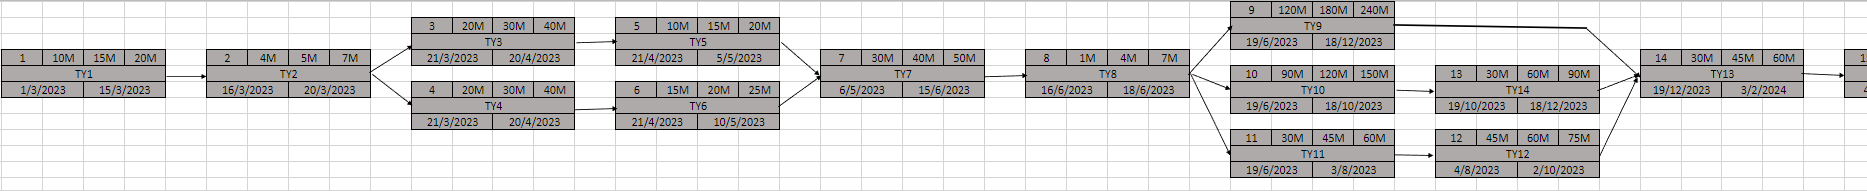 1 10M 15M 20M
TY1
1/3/2023 15/3/2023
2 4M 5M 7M
TY2
16/3/2023 20/3/2023
3 20M 30M 40M
TY3
21/3/2023 20/4/2023
4 20M 30M 40M
TY4
21/3/2023 20/4/2023
5 10M 15M 20M
TY5
21/4/2023 5/5/2023
6 15M 20M 25M
TY6
21/4/2023 10/5/2023
7 30M 40M 50M
TY7
6/5/2023 15/6/2023
8 1M 4M 7M
TY8
16/6/2023 18/6/2023
9 120M 180M 240M
TY9
19/6/2023 18/12/2023
10 90M 120M 150M
TY10
19/6/2023 18/10/2023
11 30M 45M 60M
TY11
19/6/2023 3/8/2023
13 30M 60M 90M
TY14
19/10/2023 18/12/2023
12 45M 60M 75M
TY12
4/8/2023 2/10/2023
14 30M 45M 60M
TY13
19/12/2023 3/2/2024